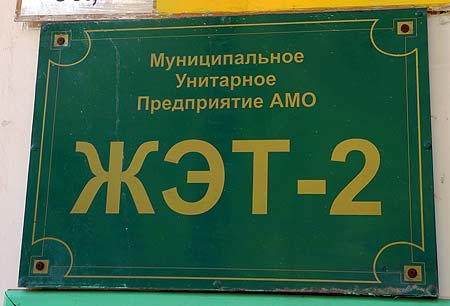 Муниципальное
Унитарное
Предприятие АМО
ЖЭТ-2